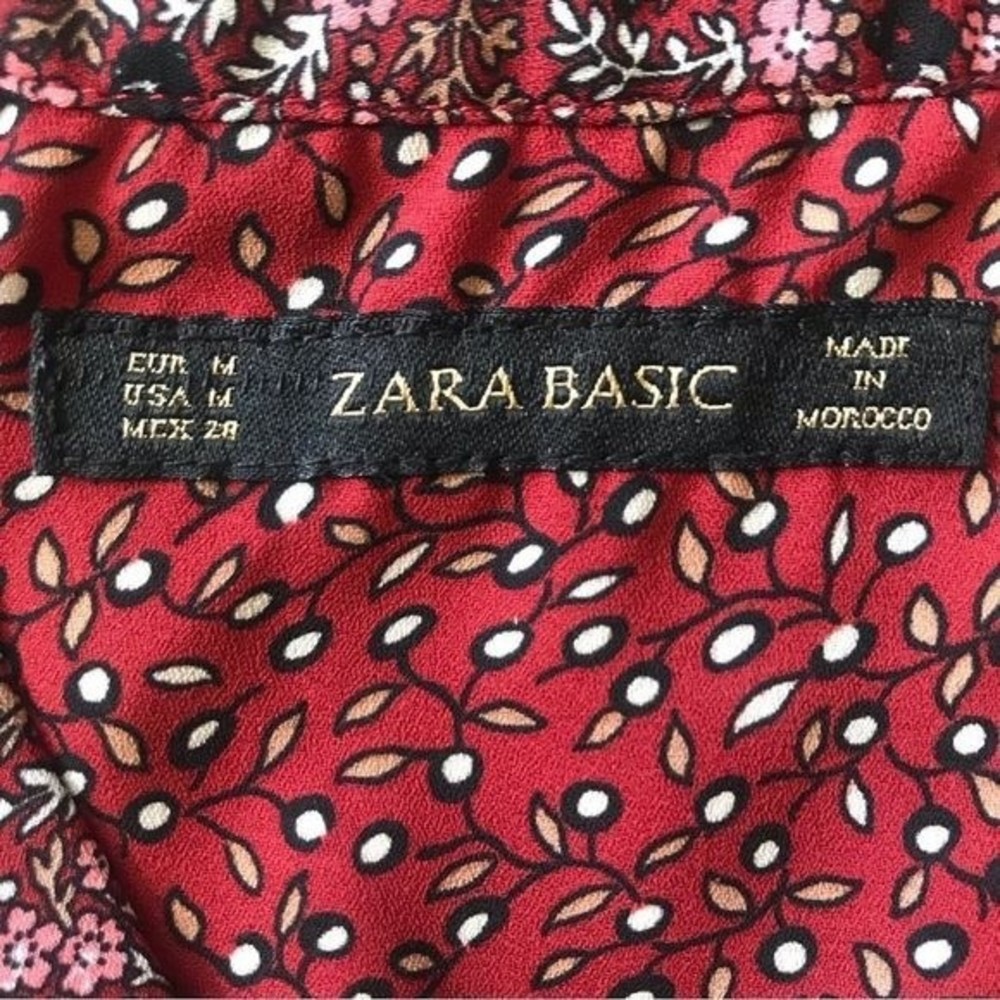 EUR M
USA M
MEX 28
ZARA BASIC
MADE
IN
MOROCCO